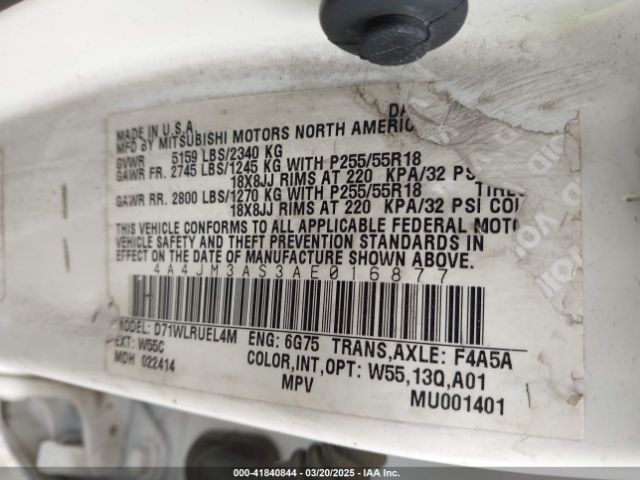 DA
MADE IN U.S.A.
MFD BY MITSUBISHI MOTORS NORTH AMERIC
GVWR 5159 LBS/2340 KG
GAWR FR. 2745 LBS/1245 KG WITH P255/55R18
18X8JJ RIMS AT 220 KPA/32 PS
GAWR RR. 2800 LBS/1270 KG WITH P255/55R18 TIRE
18X8JJ RIMS AT 220 KPA/32 PSI COL
THIS VEHICLE CONFORMS TO ALL APPLICABLE FEDERAL MOTO
VEHICLE SAFETY AND THEFT PREVENTION STANDARDS IN
EFFECT ON THE DATE OF MANUFACTURE SHOWN ABOVE.
4A4JM3AS3AE016877
H
MODEL: D71WLRUEL4M ENG: 6G75 TRANS,AXLE: F4A5A
EXT: W55C COLOR,INT,OPT: W55,13Q,A01
MDH 022414 MPV MU001401
VOID
000-41840844 — 03/20/2025 — IAA Inc.